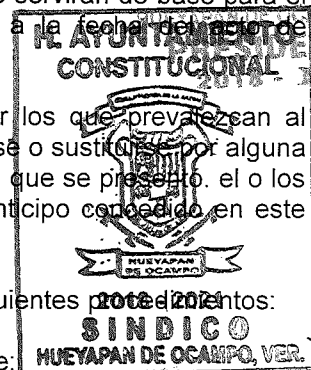 servirán de base para el
a la fecha del acto de
H. AYUNTAMIENTO
CONSTITUCIONAL
r los que prevalezcan al
se o sustituirse por alguna
que se presentó. el o los
nticipo concedido en este
HUEYAPAN
DE OCAMPO
uientes procedimientos:
2018 - 2021
SINDICO
HUEYAPAN DE OCAMPO, VER.
e: